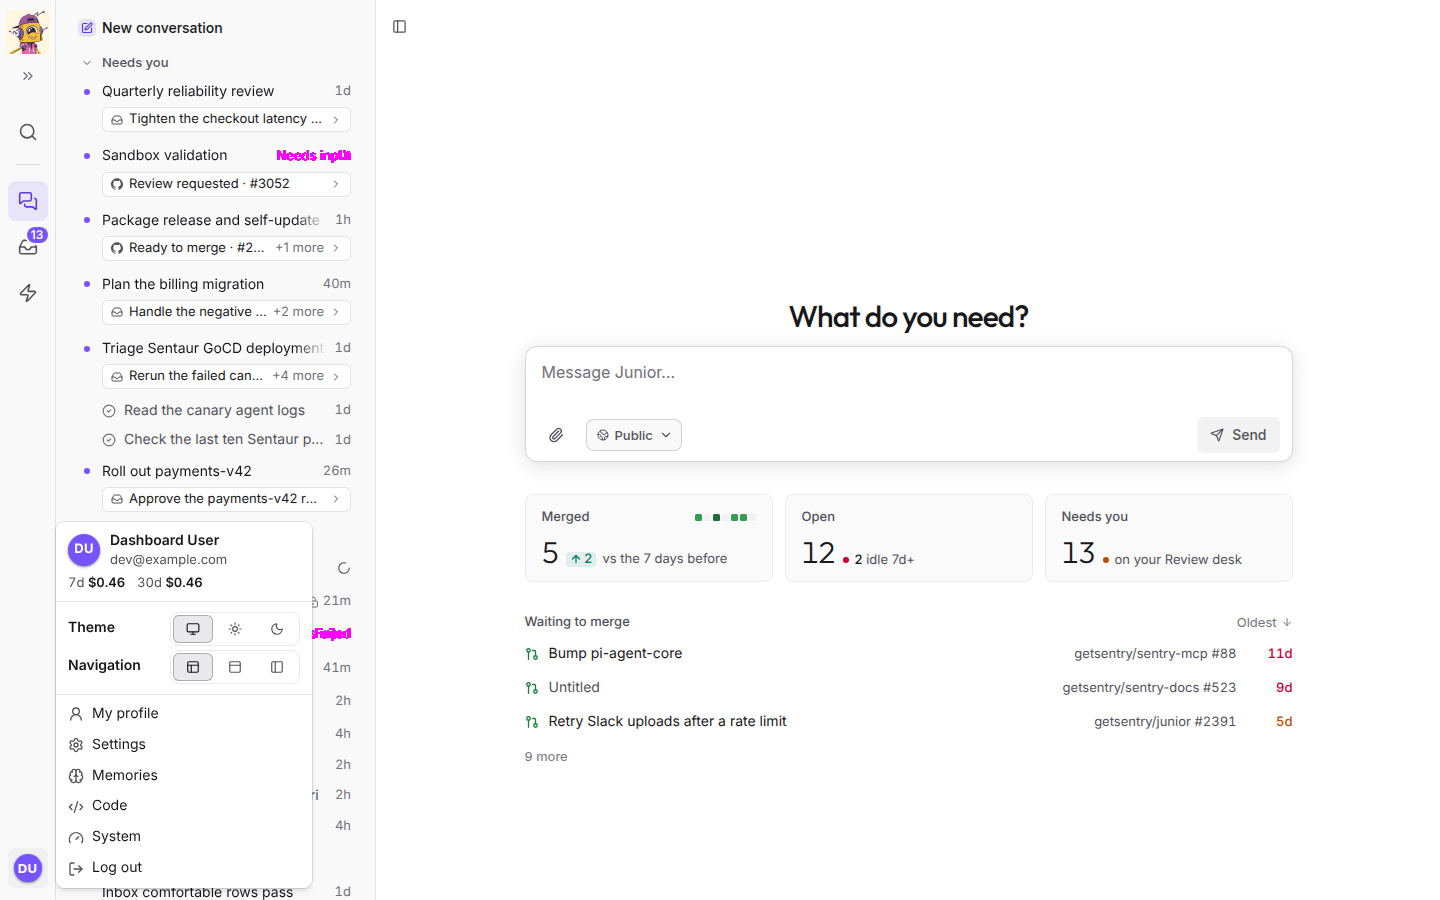 New conversation
Needs you
Quarterly reliability review 1d
Tighten the checkout latency ...
Sandbox validation
Review requested · #3052
Package release and self-update 1h
Ready to merge · #2... +1 more
Plan the billing migration 40m
Handle the negative ... +2 more
Triage Sentaur GoCD deployment 1d
Rerun the failed can... +4 more
Read the canary agent logs 1d
Check the last ten Sentaur p... 1d
Roll out payments-v42 26m
Approve the payments-v42 r...
13
DU
Dashboard User
dev@example.com
7d $0.46 30d $0.46
21m
Theme
Navigation
41m
2h
4h
2h
2h
4h
My profile
Settings
Memories
Code
System
Log out
DU
Inbox comfortable rows pass 1d
What do you need?
Message Junior...
Public
Send
Merged
5 2 vs the 7 days before
Open
12 2 idle 7d+
Needs you
13 on your Review desk
Waiting to merge Oldest
Bump pi-agent-core getsentry/sentry-mcp #88 11d
Untitled getsentry/sentry-docs #523 9d
Retry Slack uploads after a rate limit getsentry/junior #2391 5d
9 more